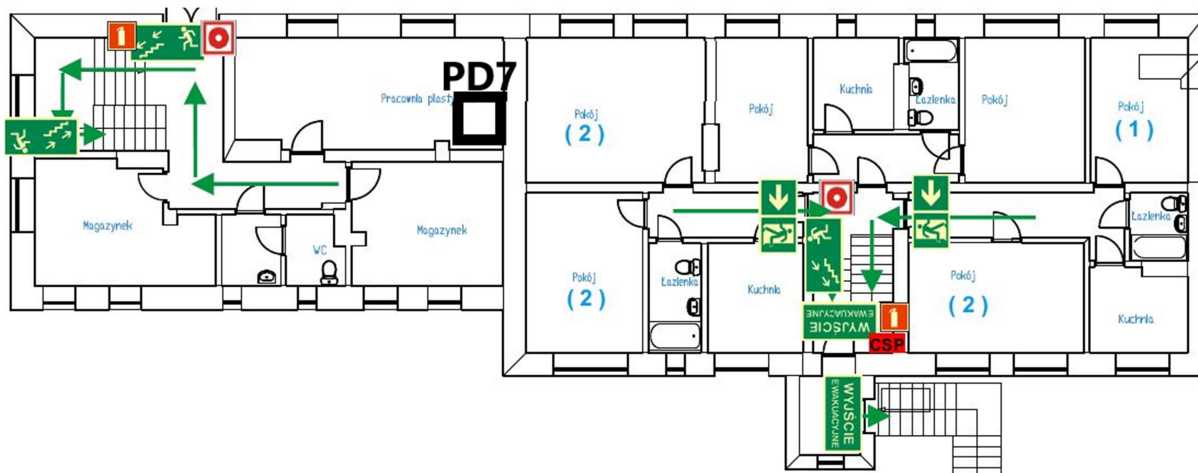 PD7
Pracownia plasty
Pokój
(2)
Pokój
Kuchnia
Łazienka
Pokój
Pokój
(1)
Magazynek
WC
Magazynek
Pokój
(2)
Łazienka
Kuchnia
Pokój
(2)
Łazienka
Kuchnia
WYJŚCIE
EWAKUACYJNE
CSP
WYJŚCIE
EWAKUACYJNE